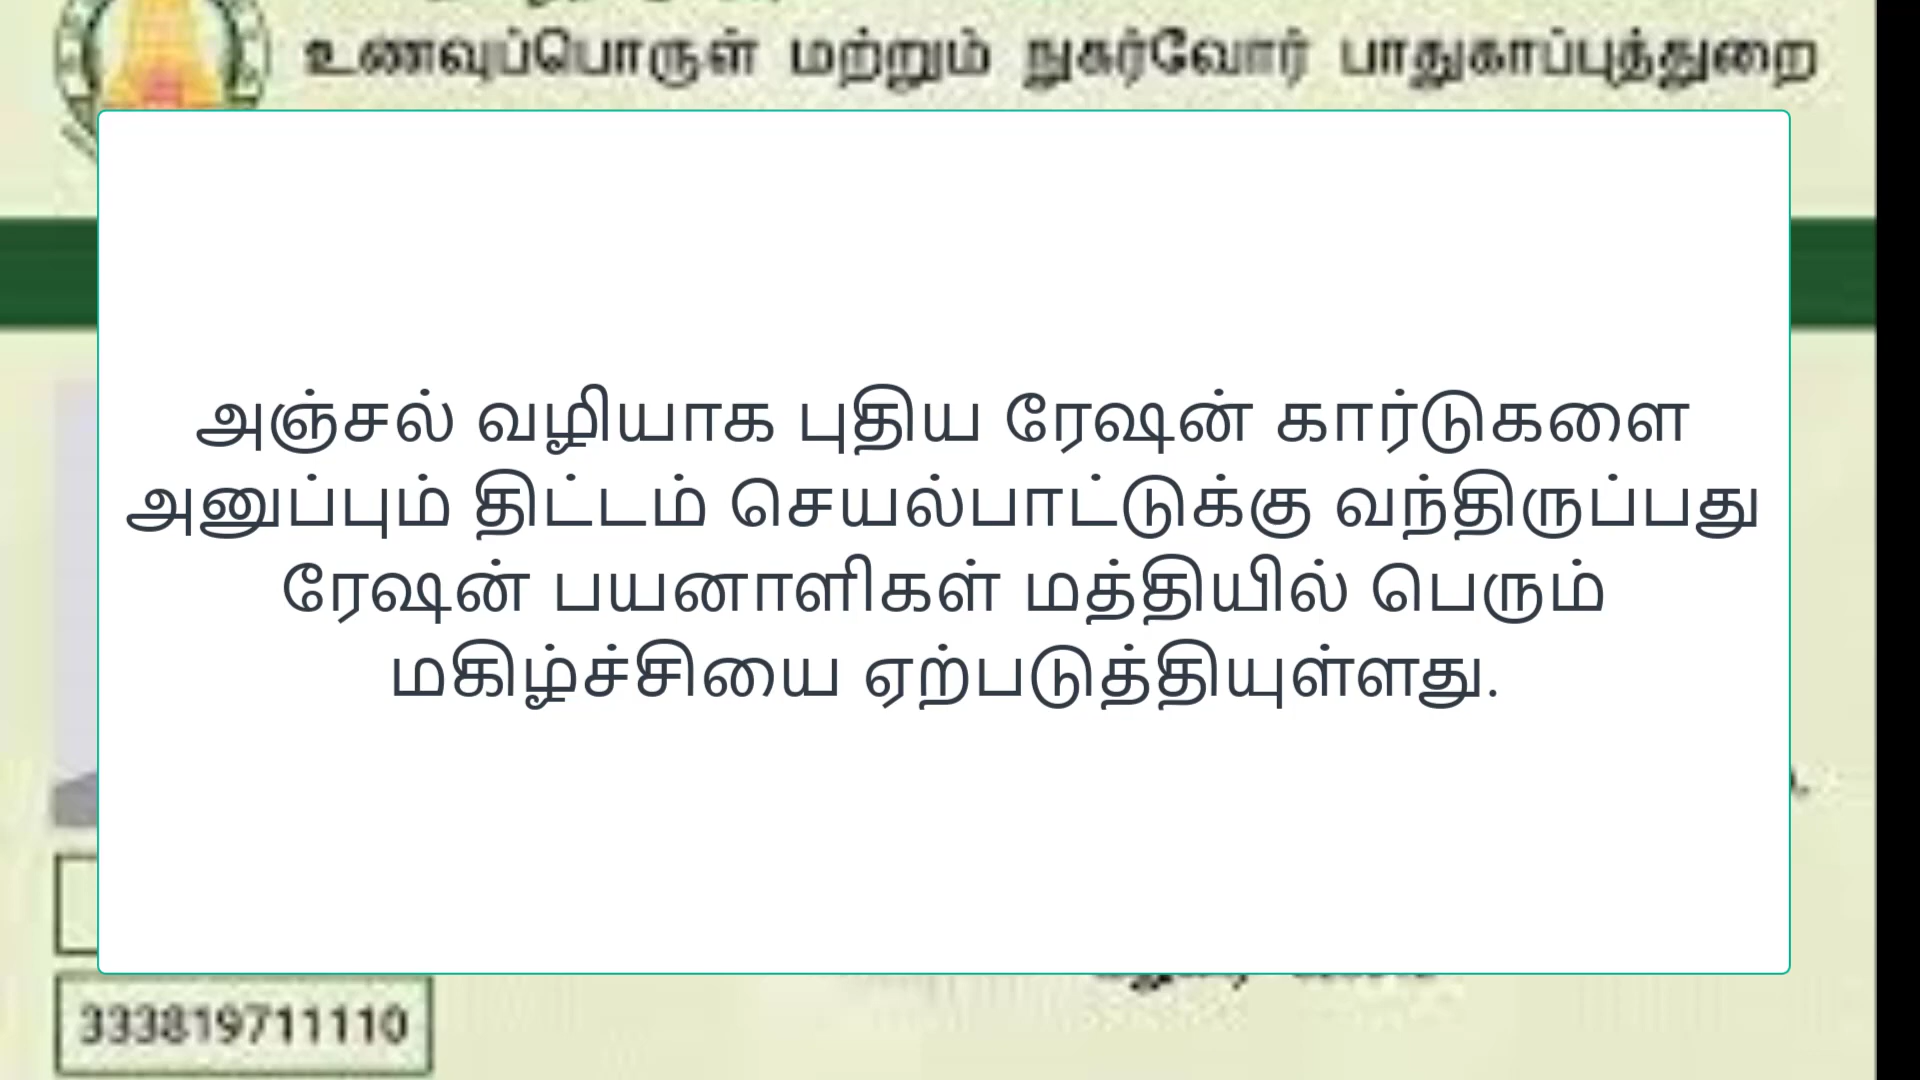 உணவுப்பொருள் மற்றும் நுகர்வோர் பாதுகாப்புத்துறை
அஞ்சல் வழியாக புதிய ரேஷன் கார்டுகளை
அனுப்பும் திட்டம் செயல்பாட்டுக்கு வந்திருப்பது
ரேஷன் பயனாளிகள் மத்தியில் பெரும்
மகிழ்ச்சியை ஏற்படுத்தியுள்ளது.
333819711110